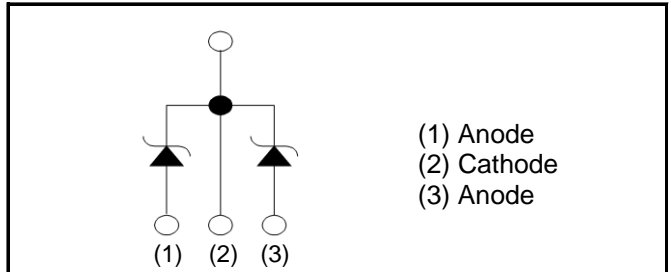 (1) Anode
(2) Cathode
(3) Anode
(1) (2) (3)